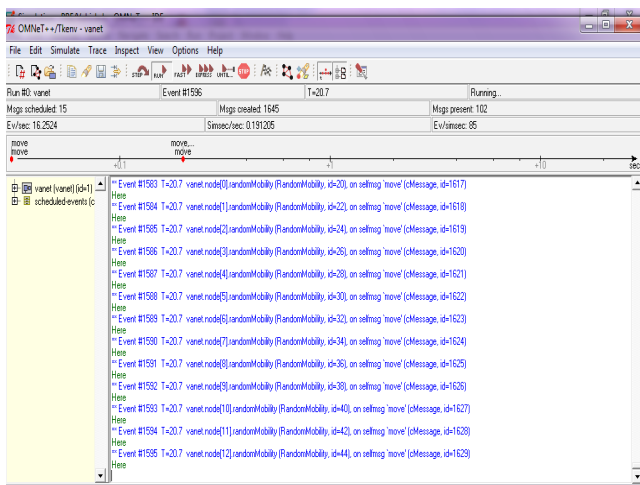 OMNeT++/Tkenv - vanet
File Edit Simulate Trace Inspect View Options Help
STEP RUN FAST EXPRESS UNTIL... STOP
Run #0: vanet Event #1596 T=20.7 Running...
Msgs scheduled: 15 Msgs created: 1645 Msgs present: 102
Ev/sec: 16.2524 Simsec/sec: 0.191205 Ev/simsec: 85
move move,...
move move
+0.1 +1 +10 sec
vanet (vanet) (id=1)
scheduled-events (c
** Event #1583 T=20.7 vanet.node[0].randomMobility (RandomMobility, id=20), on selfmsg `move' (cMessage, id=1617)
Here
** Event #1584 T=20.7 vanet.node[1].randomMobility (RandomMobility, id=22), on selfmsg `move' (cMessage, id=1618)
Here
** Event #1585 T=20.7 vanet.node[2].randomMobility (RandomMobility, id=24), on selfmsg `move' (cMessage, id=1619)
Here
** Event #1586 T=20.7 vanet.node[3].randomMobility (RandomMobility, id=26), on selfmsg `move' (cMessage, id=1620)
Here
** Event #1587 T=20.7 vanet.node[4].randomMobility (RandomMobility, id=28), on selfmsg `move' (cMessage, id=1621)
Here
** Event #1588 T=20.7 vanet.node[5].randomMobility (RandomMobility, id=30), on selfmsg `move' (cMessage, id=1622)
Here
** Event #1589 T=20.7 vanet.node[6].randomMobility (RandomMobility, id=32), on selfmsg `move' (cMessage, id=1623)
Here
** Event #1590 T=20.7 vanet.node[7].randomMobility (RandomMobility, id=34), on selfmsg `move' (cMessage, id=1624)
Here
** Event #1591 T=20.7 vanet.node[8].randomMobility (RandomMobility, id=36), on selfmsg `move' (cMessage, id=1625)
Here
** Event #1592 T=20.7 vanet.node[9].randomMobility (RandomMobility, id=38), on selfmsg `move' (cMessage, id=1626)
Here
** Event #1593 T=20.7 vanet.node[10].randomMobility (RandomMobility, id=40), on selfmsg `move' (cMessage, id=1627)
Here
** Event #1594 T=20.7 vanet.node[11].randomMobility (RandomMobility, id=42), on selfmsg `move' (cMessage, id=1628)
Here
** Event #1595 T=20.7 vanet.node[12].randomMobility (RandomMobility, id=44), on selfmsg `move' (cMessage, id=1629)
Here